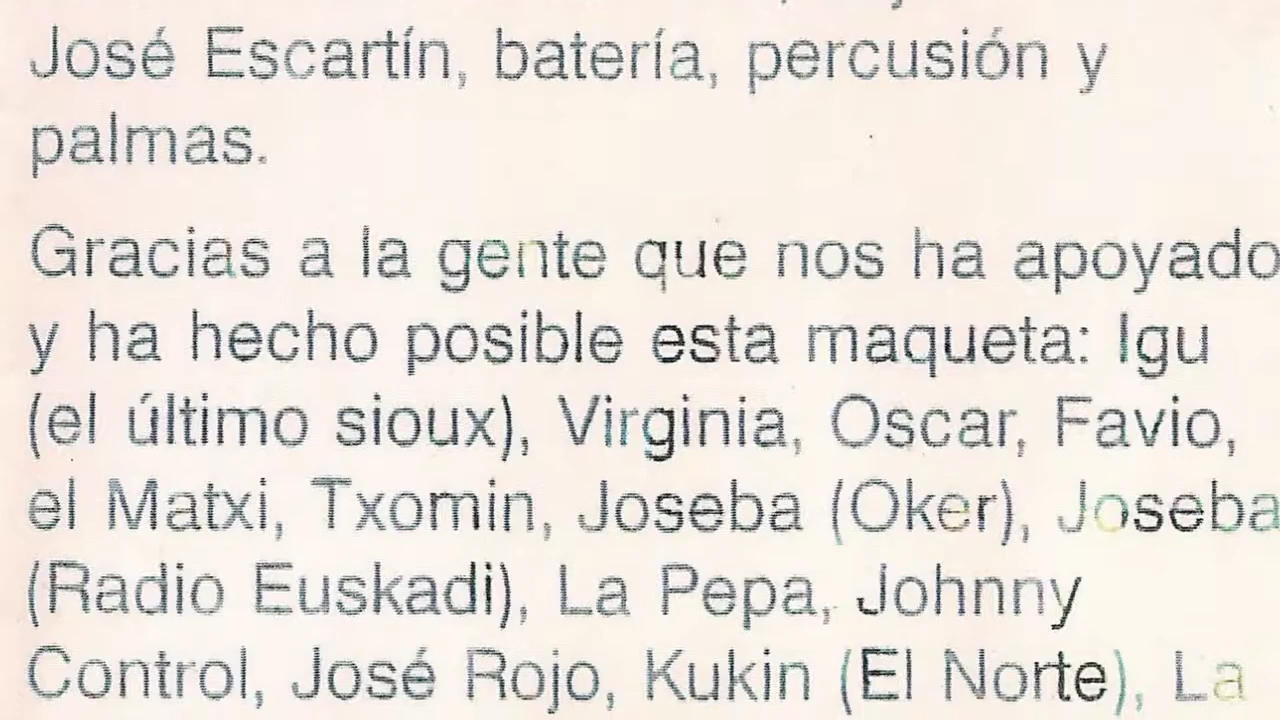 José Escartín, batería, percusión y
palmas.
Gracias a la gente que nos ha apoyado
y ha hecho posible esta maqueta: Igu
(el último sioux), Virginia, Oscar, Favio,
el Matxi, Txomin, Joseba (Oker), Joseba
(Radio Euskadi), La Pepa, Johnny
Control, José Rojo, Kukin (El Norte), La